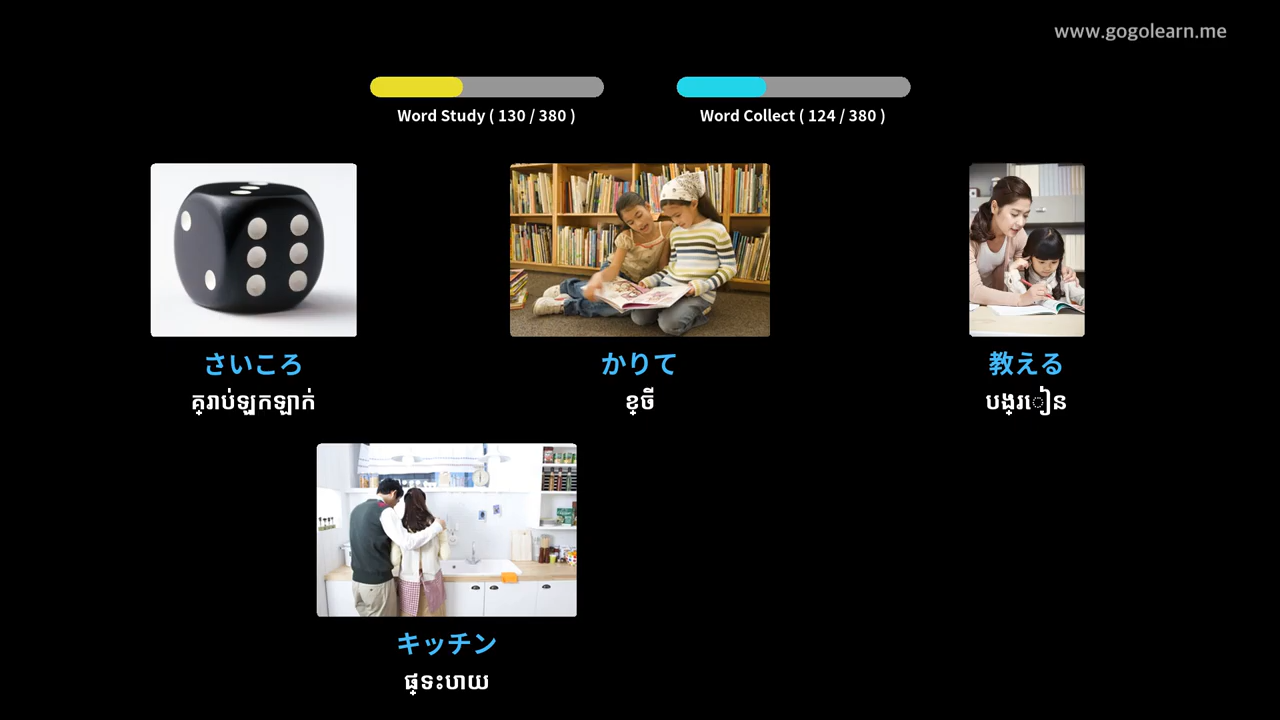 www.gogolearn.me
Word Study ( 130 / 380 )
Word Collect ( 124 / 380 )
さいころ
かりて
教える
គ្រាប់ឡុកឡាក់
ខ្ចី
បង្រៀន
キッチン
ផ្ទះបាយ